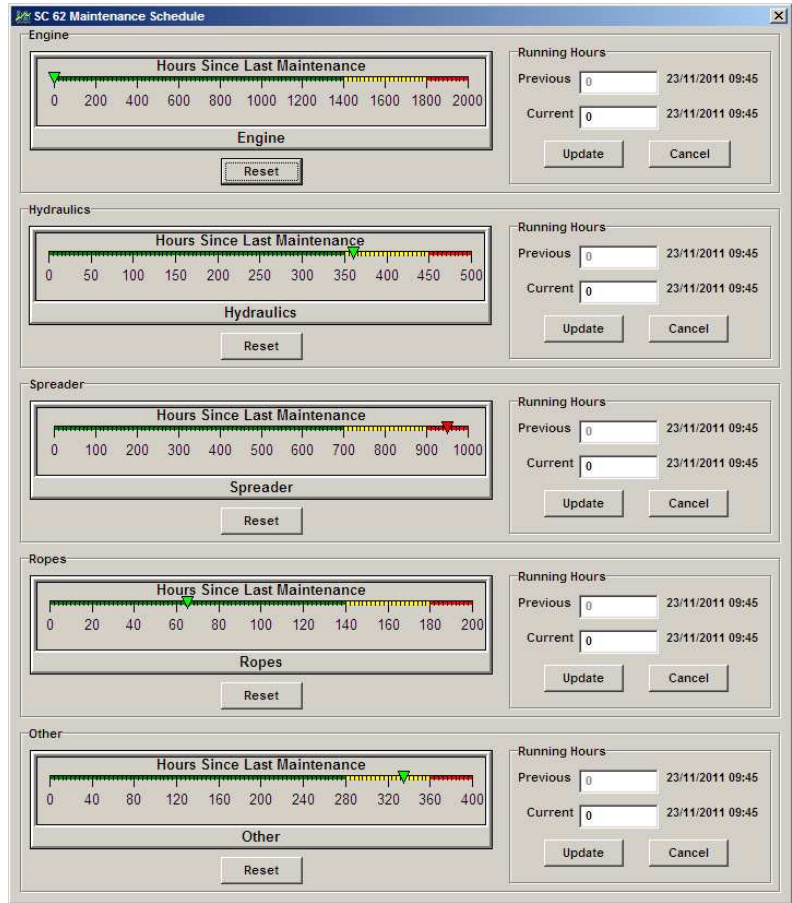 SC 62 Maintenance Schedule
Engine
Hours Since Last Maintenance
0 200 400 600 800 1000 1200 1400 1600 1800 2000
Engine
Reset
Running Hours
Previous 0 23/11/2011 09:45
Current 0 23/11/2011 09:45
Update Cancel
Hydraulics
Hours Since Last Maintenance
0 50 100 150 200 250 300 350 400 450 500
Hydraulics
Reset
Running Hours
Previous 0 23/11/2011 09:45
Current 0 23/11/2011 09:45
Update Cancel
Spreader
Hours Since Last Maintenance
0 100 200 300 400 500 600 700 800 900 1000
Spreader
Reset
Running Hours
Previous 0 23/11/2011 09:45
Current 0 23/11/2011 09:45
Update Cancel
Ropes
Hours Since Last Maintenance
0 20 40 60 80 100 120 140 160 180 200
Ropes
Reset
Running Hours
Previous 0 23/11/2011 09:45
Current 0 23/11/2011 09:45
Update Cancel
Other
Hours Since Last Maintenance
0 40 80 120 160 200 240 280 320 360 400
Other
Reset
Running Hours
Previous 0 23/11/2011 09:45
Current 0 23/11/2011 09:45
Update Cancel